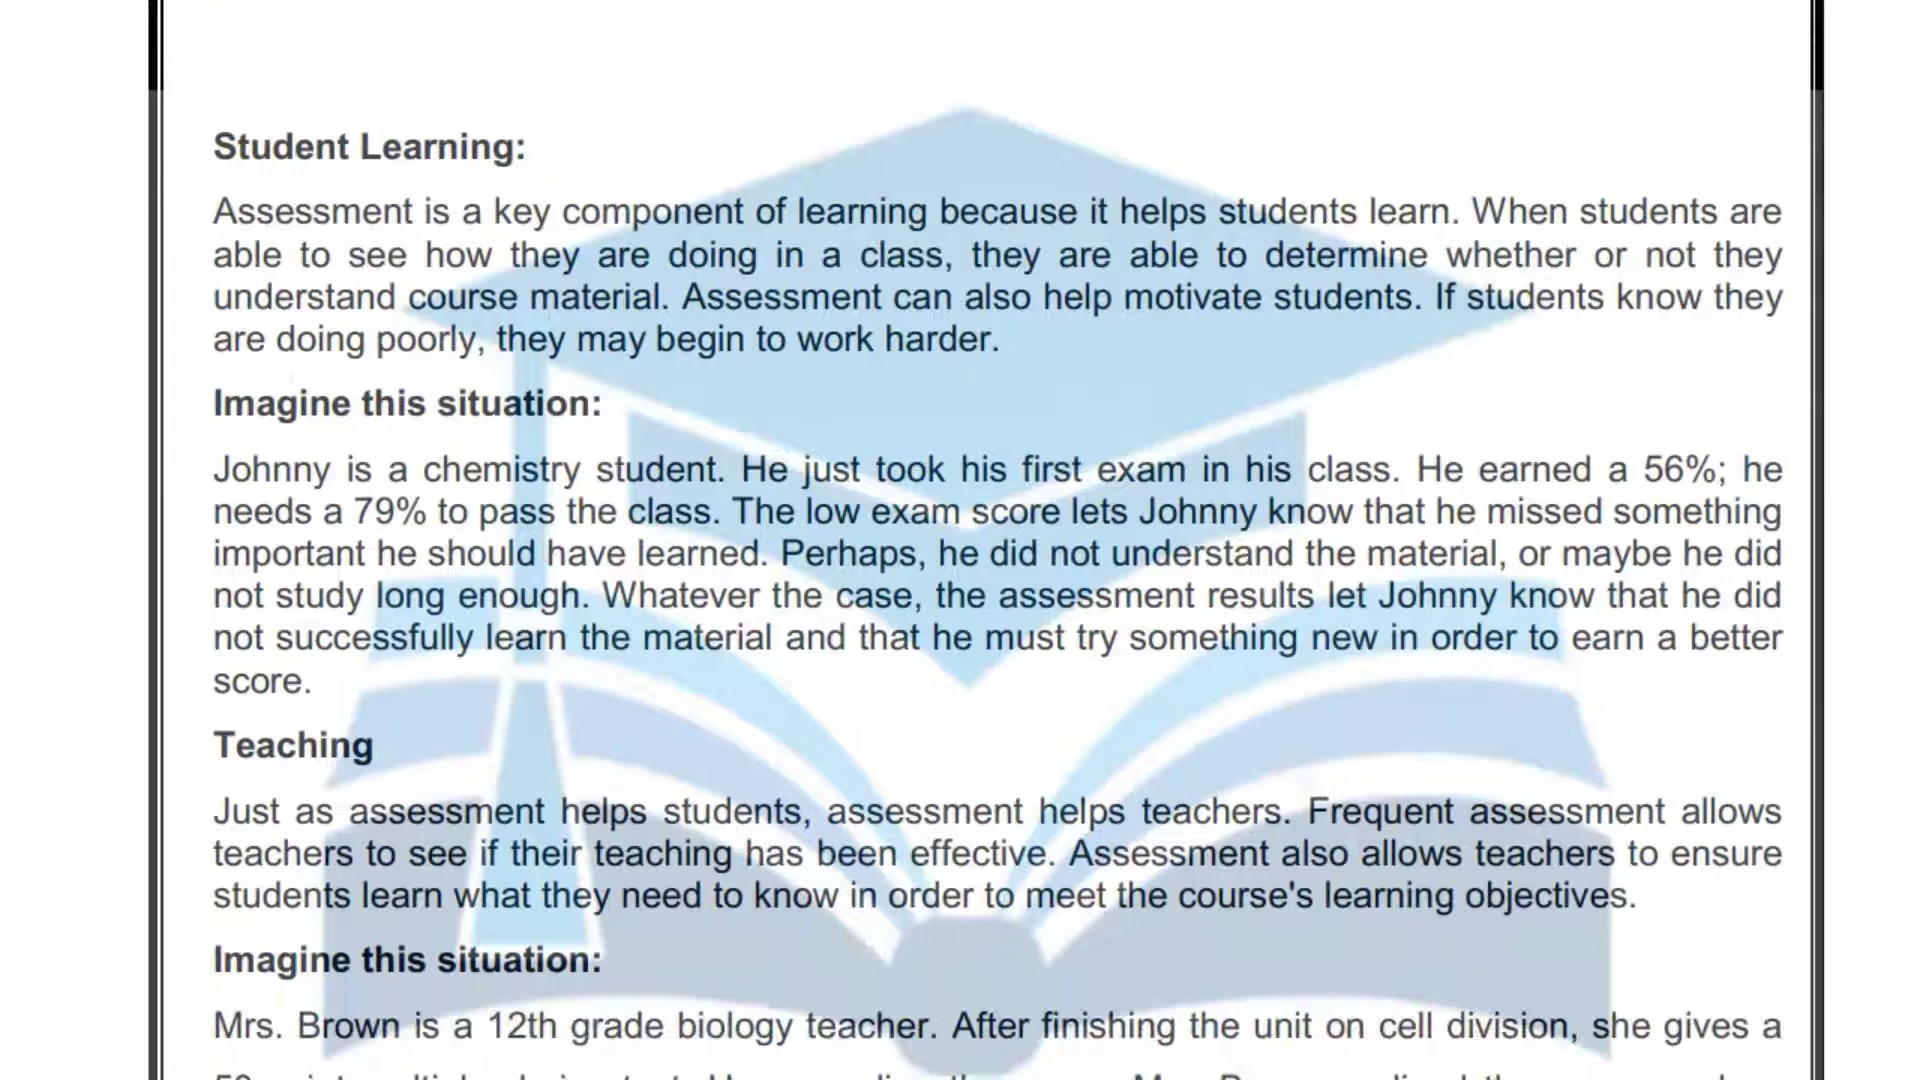 Student Learning:
Assessment is a key component of learning because it helps students learn. When students are
able to see how they are doing in a class, they are able to determine whether or not they
understand course material. Assessment can also help motivate students. If students know they
are doing poorly, they may begin to work harder.
Imagine this situation:
Johnny is a chemistry student. He just took his first exam in his class. He earned a 56%; he
needs a 79% to pass the class. The low exam score lets Johnny know that he missed something
important he should have learned. Perhaps, he did not understand the material, or maybe he did
not study long enough. Whatever the case, the assessment results let Johnny know that he did
not successfully learn the material and that he must try something new in order to earn a better
score.
Teaching
Just as assessment helps students, assessment helps teachers. Frequent assessment allows
teachers to see if their teaching has been effective. Assessment also allows teachers to ensure
students learn what they need to know in order to meet the course's learning objectives.
Imagine this situation:
Mrs. Brown is a 12th grade biology teacher. After finishing the unit on cell division, she gives a